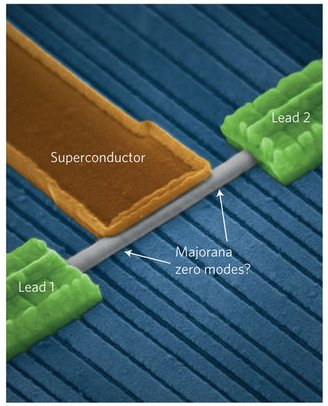 Superconductor
Lead 2
Majorana
zero modes?
Lead 1